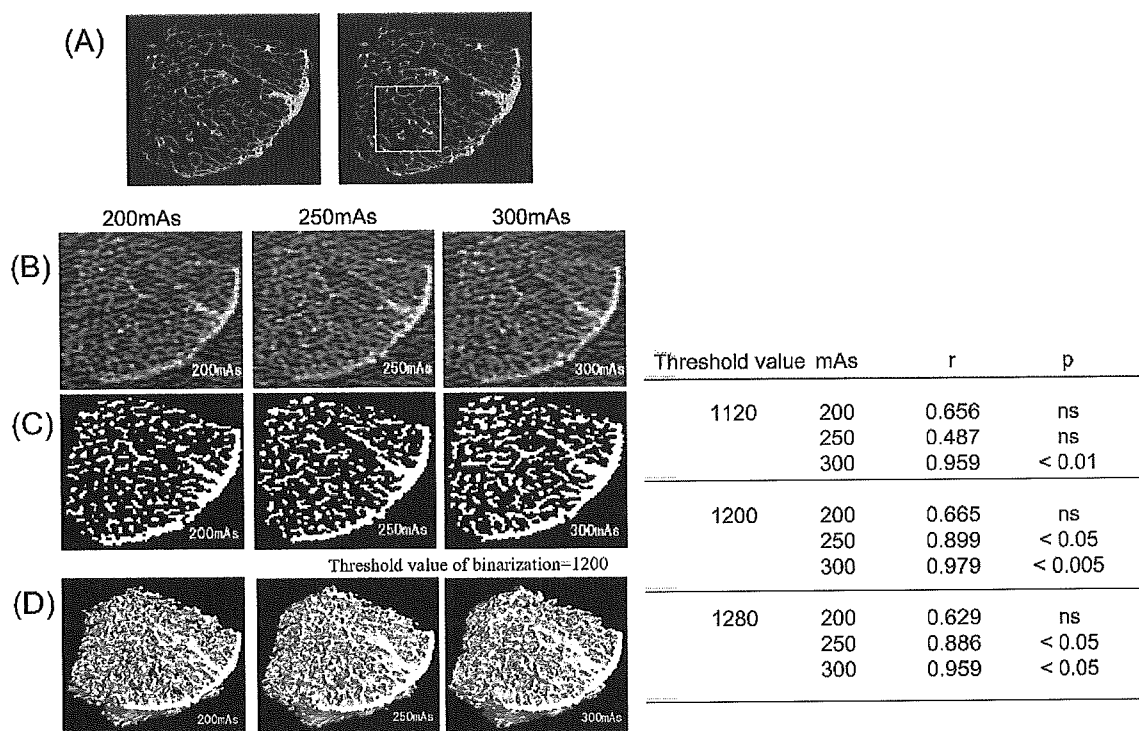 (A)
200mAs 250mAs 300mAs
(B)
200mAs 250mAs 300mAs
(C)
200mAs 250mAs 300mAs
Threshold value of binarization=1200
(D)
200mAs 250mAs 300mAs
Threshold value mAs r p
1120 200 0.656 ns
250 0.487 ns
300 0.959 < 0.01
1200 200 0.665 ns
250 0.899 < 0.05
300 0.979 < 0.005
1280 200 0.629 ns
250 0.886 < 0.05
300 0.959 < 0.05